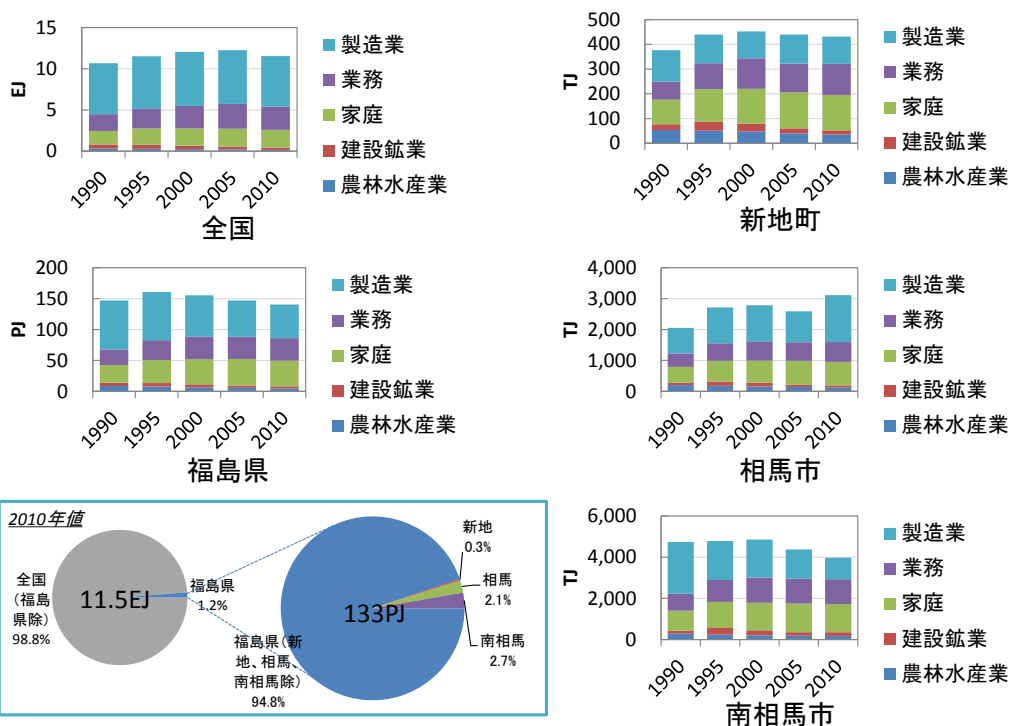 15
10
5
0
EJ
1990
1995
2000
2005
2010
全国
製造業
業務
家庭
建設鉱業
農林水産業
500
400
300
200
100
0
TJ
1990
1995
2000
2005
2010
新地町
製造業
業務
家庭
建設鉱業
農林水産業
200
150
100
50
0
PJ
1990
1995
2000
2005
2010
福島県
製造業
業務
家庭
建設鉱業
農林水産業
4,000
3,000
2,000
1,000
0
TJ
1990
1995
2000
2005
2010
相馬市
製造業
業務
家庭
建設鉱業
農林水産業
2010年値
全国
(福島
県除)
98.8%
11.5EJ
福島県
1.2%
福島県(新
地、相馬、
南相馬除)
94.8%
133PJ
新地
0.3%
相馬
2.1%
南相馬
2.7%
6,000
4,000
2,000
0
TJ
1990
1995
2000
2005
2010
南相馬市
製造業
業務
家庭
建設鉱業
農林水産業